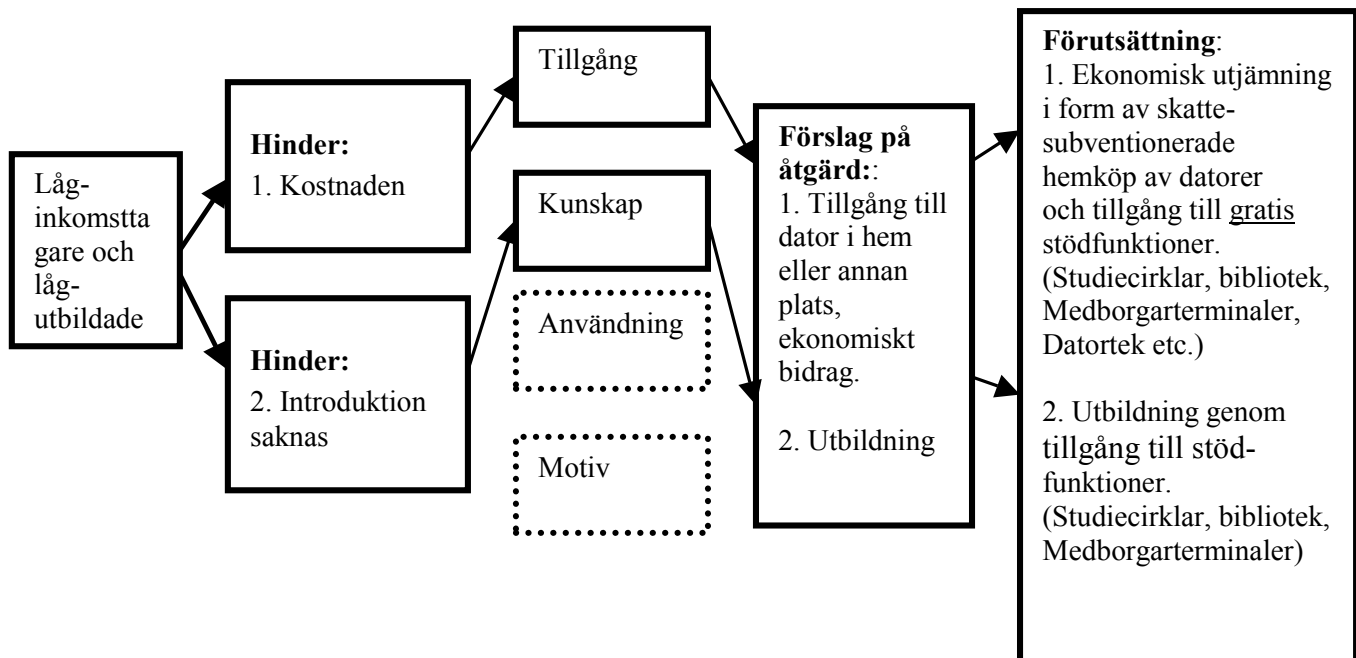 Låg-
inkomstta
gare och
låg-
utbildade
Hinder:
1. Kostnaden
Hinder:
2. Introduktion
saknas
Tillgång
Kunskap
Användning
Motiv
Förslag på
åtgärd::
1. Tillgång till
dator i hem
eller annan
plats,
ekonomiskt
bidrag.
2. Utbildning
Förutsättning:
1. Ekonomisk utjämning
i form av skatte-
subventionerade
hemköp av datorer
och tillgång till gratis
stödfunktioner.
(Studiecirklar, bibliotek,
Medborgarterminaler,
Datortek etc.)
2. Utbildning genom
tillgång till stöd-
funktioner.
(Studiecirklar, bibliotek,
Medborgarterminaler)